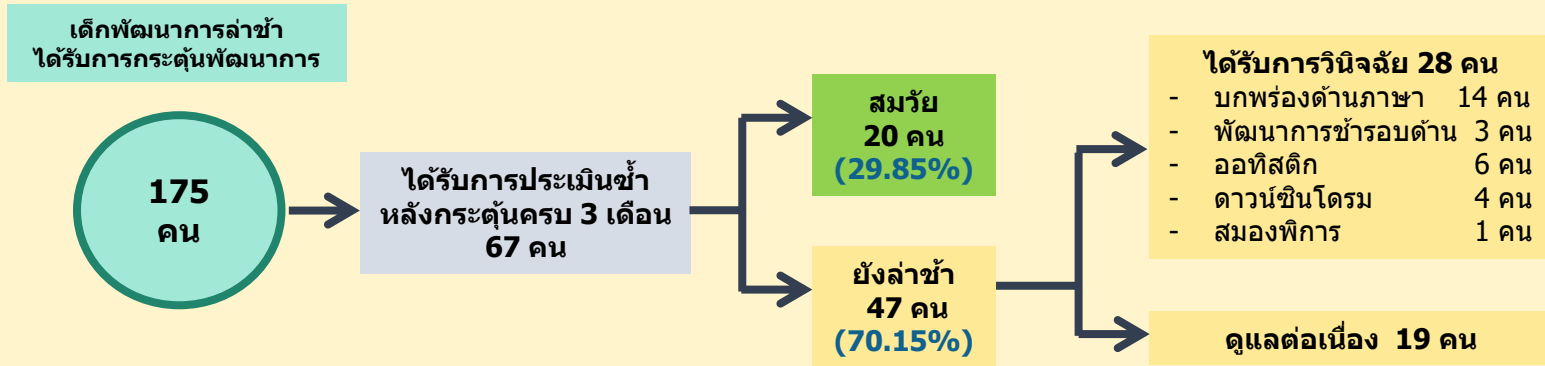 เด็กพัฒนาการล่าช้า
ได้รับการกระตุ้นพัฒนาการ
175
คน
ได้รับการประเมินซ้ำ
หลังกระตุ้นครบ 3 เดือน
67 คน
สมวัย
20 คน
(29.85%)
ยังล่าช้า
47 คน
(70.15%)
ได้รับการวินิจฉัย 28 คน
- บกพร่องด้านภาษา 14 คน
- พัฒนาการช้ารอบด้าน 3 คน
- ออทิสติก 6 คน
- ดาวน์ซินโดรม 4 คน
- สมองพิการ 1 คน
ดูแลต่อเนื่อง 19 คน